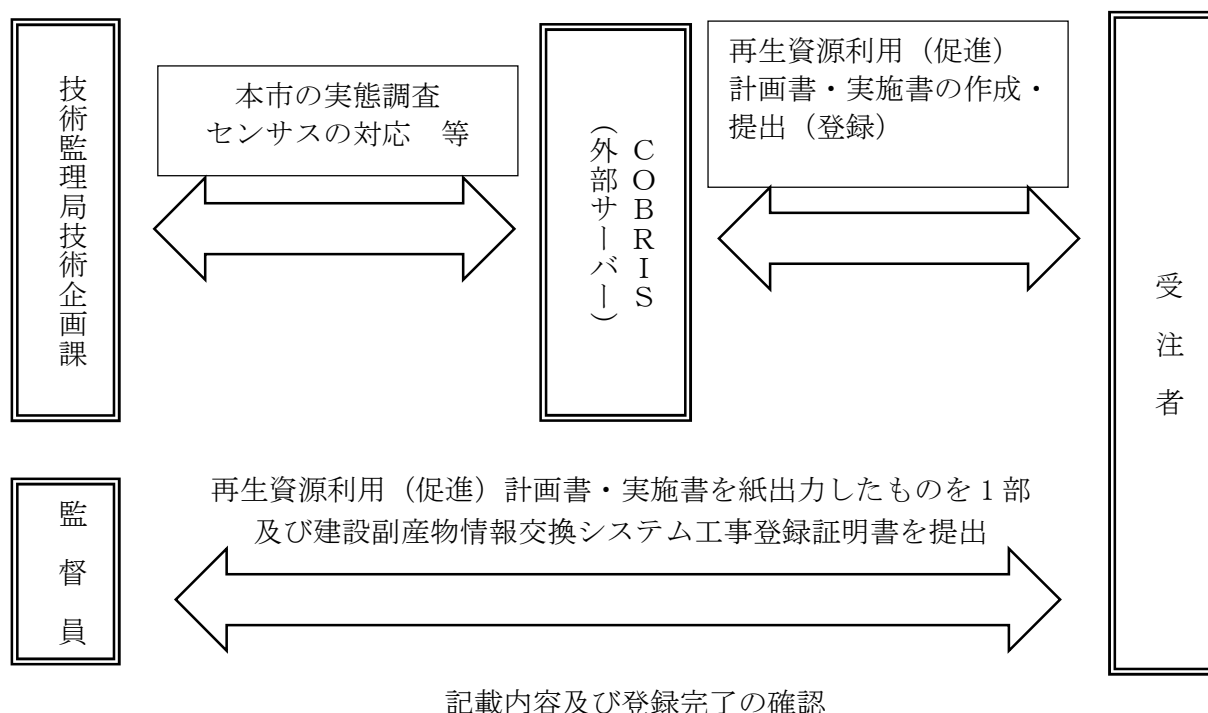 技術監理局技術企画課
本市の実態調査
センサスの対応　等
COBRIS
（外部サーバー）
再生資源利用（促進）
計画書・実施書の作成・
提出（登録）
受注者
監督員
再生資源利用（促進）計画書・実施書を紙出力したものを1部
及び建設副産物情報交換システム工事登録証明書を提出
記載内容及び登録完了の確認